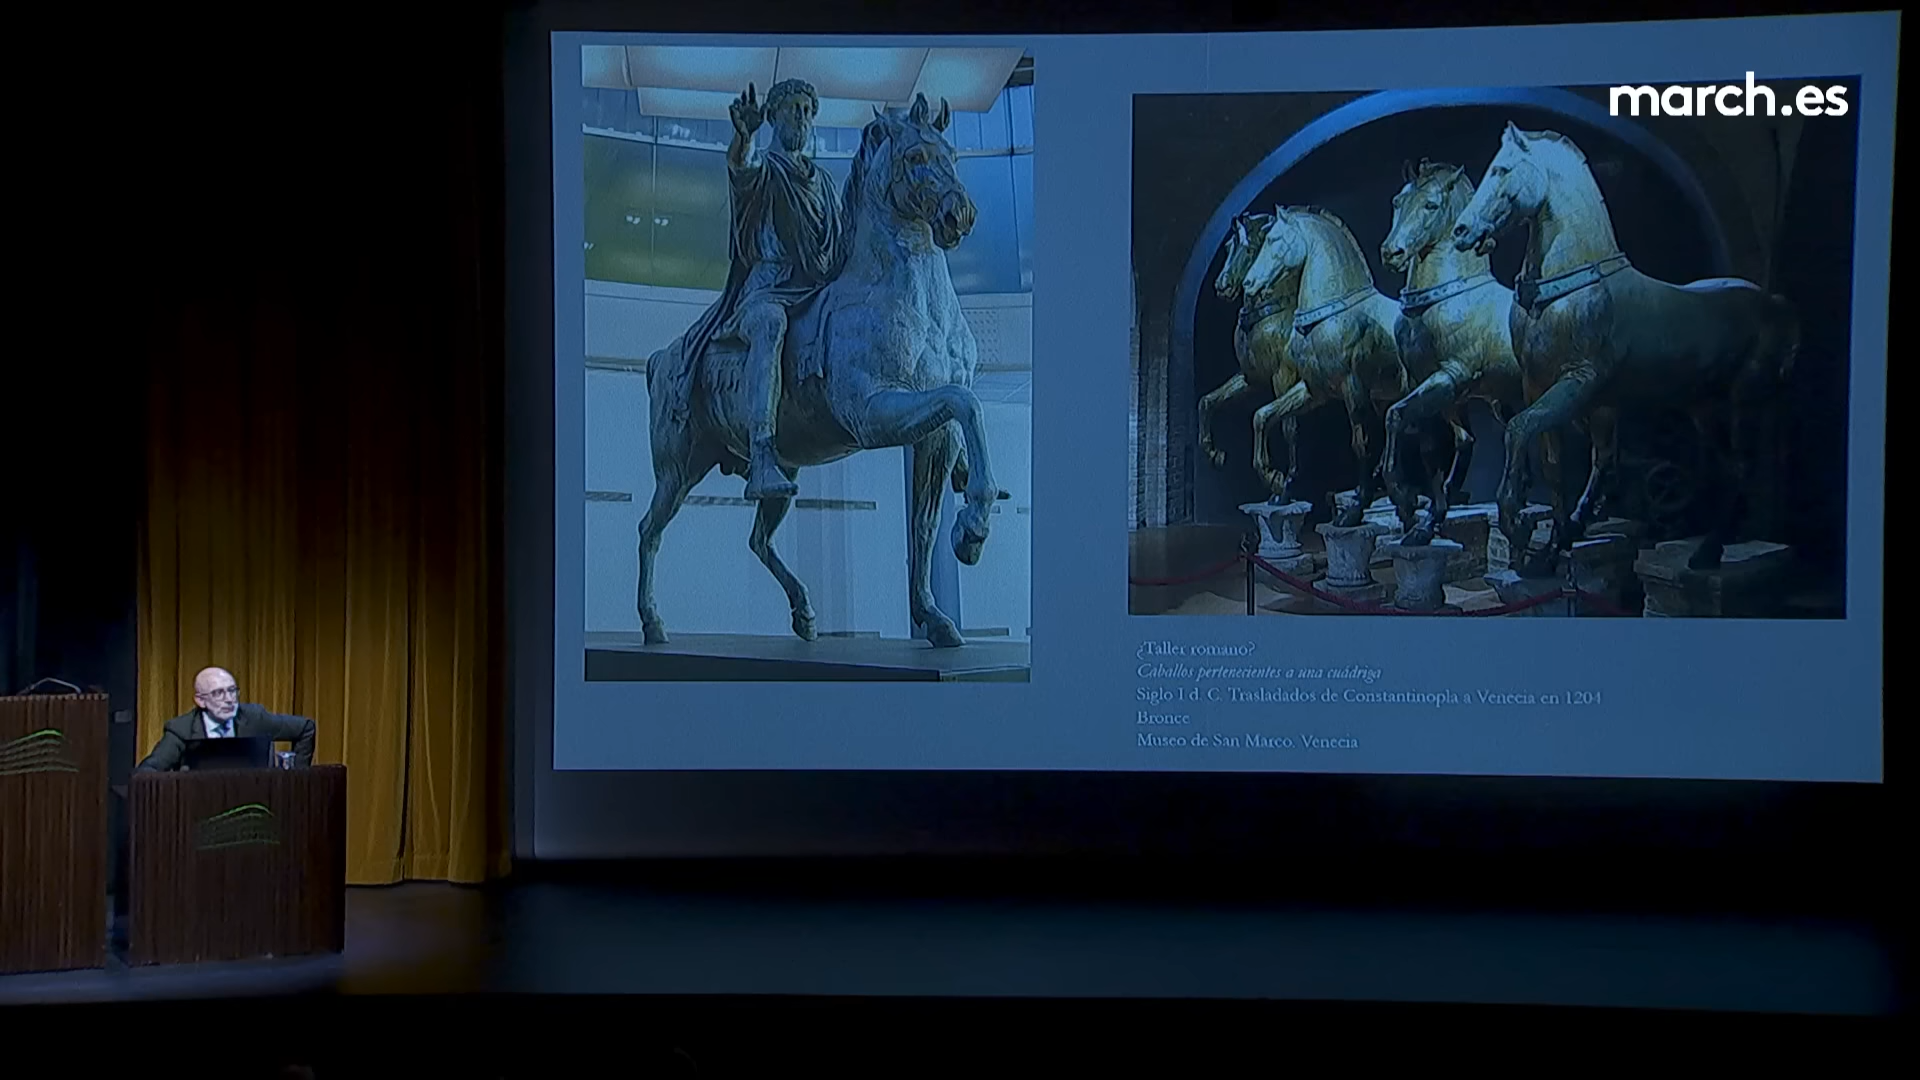 march.es
¿Taller romano?
Caballos pertenecientes a una cuádriga
Siglo I d. C. Trasladados de Constantinopla a Venecia en 1204
Bronce
Museo de San Marco. Venecia